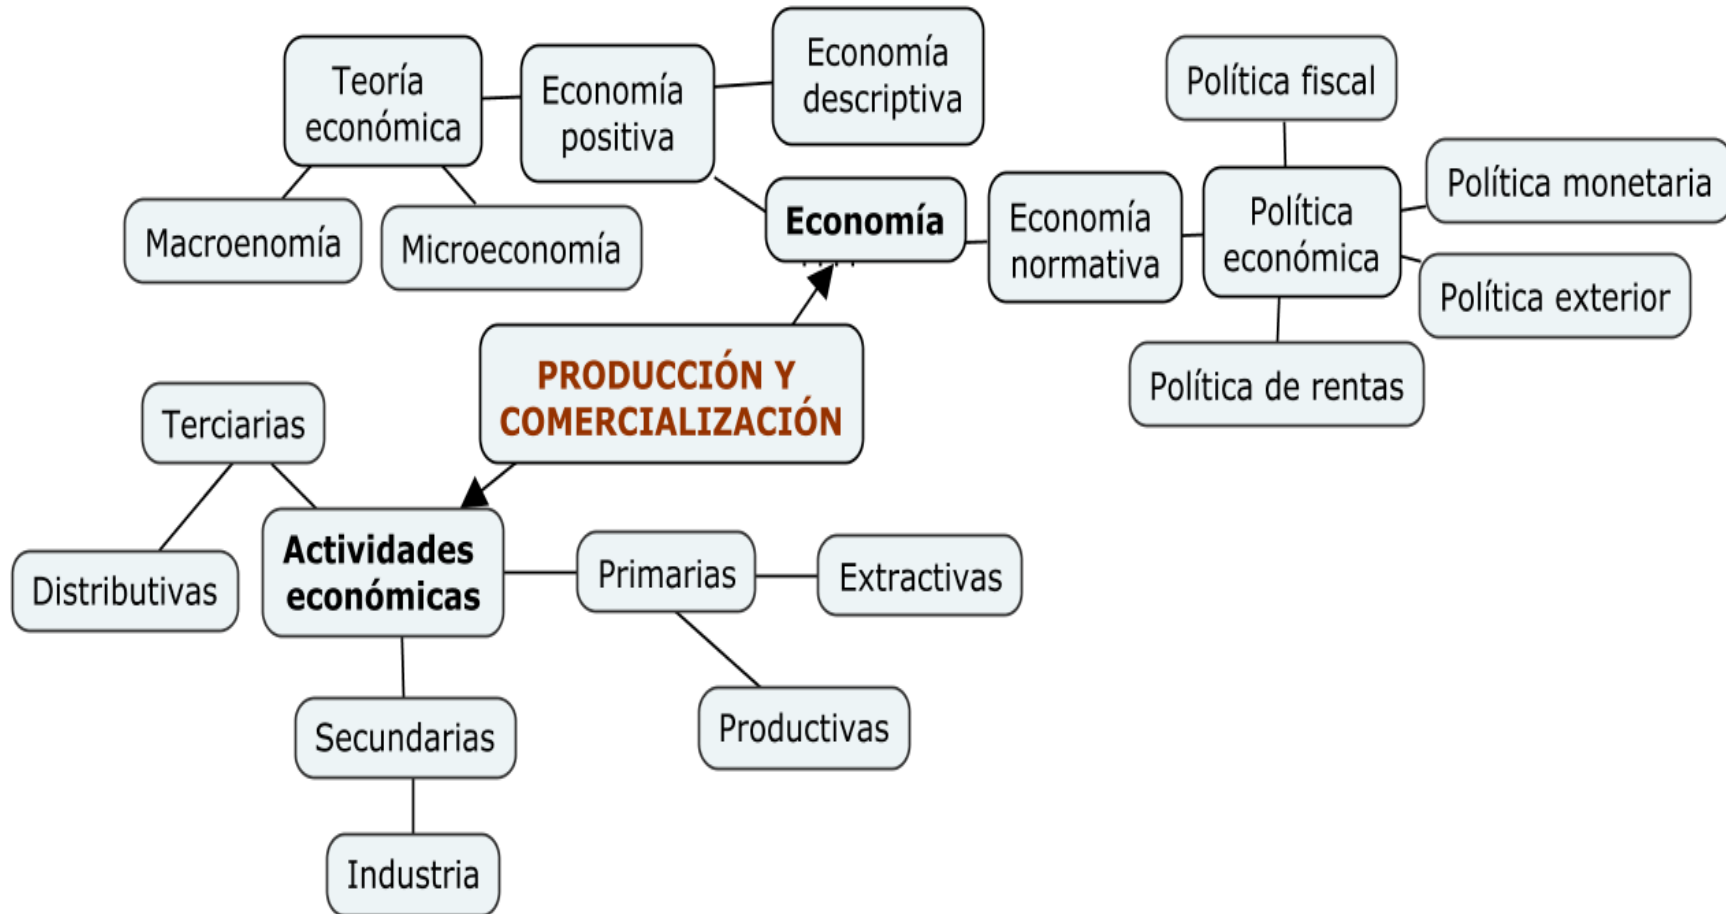 Teoría
económica
Economía
positiva
Economía
descriptiva
Macroenomía
Microeconomía
Economía
Economía
normativa
Política
económica
Política fiscal
Política monetaria
Política exterior
Política de rentas
PRODUCCIÓN Y
COMERCIALIZACIÓN
Terciarias
Distributivas
Actividades
económicas
Primarias
Extractivas
Productivas
Secundarias
Industria